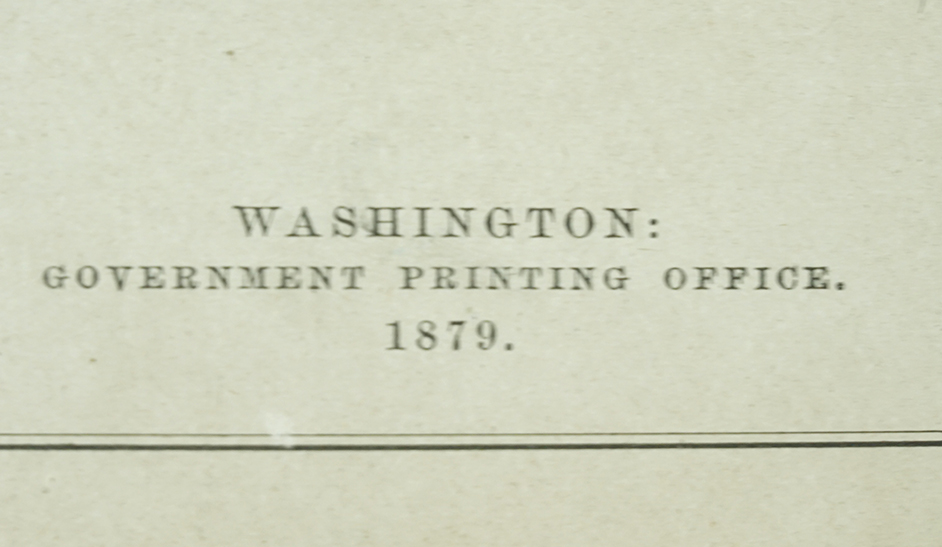 WASHINGTON:
GOVERNMENT PRINTING OFFICE.
1879.